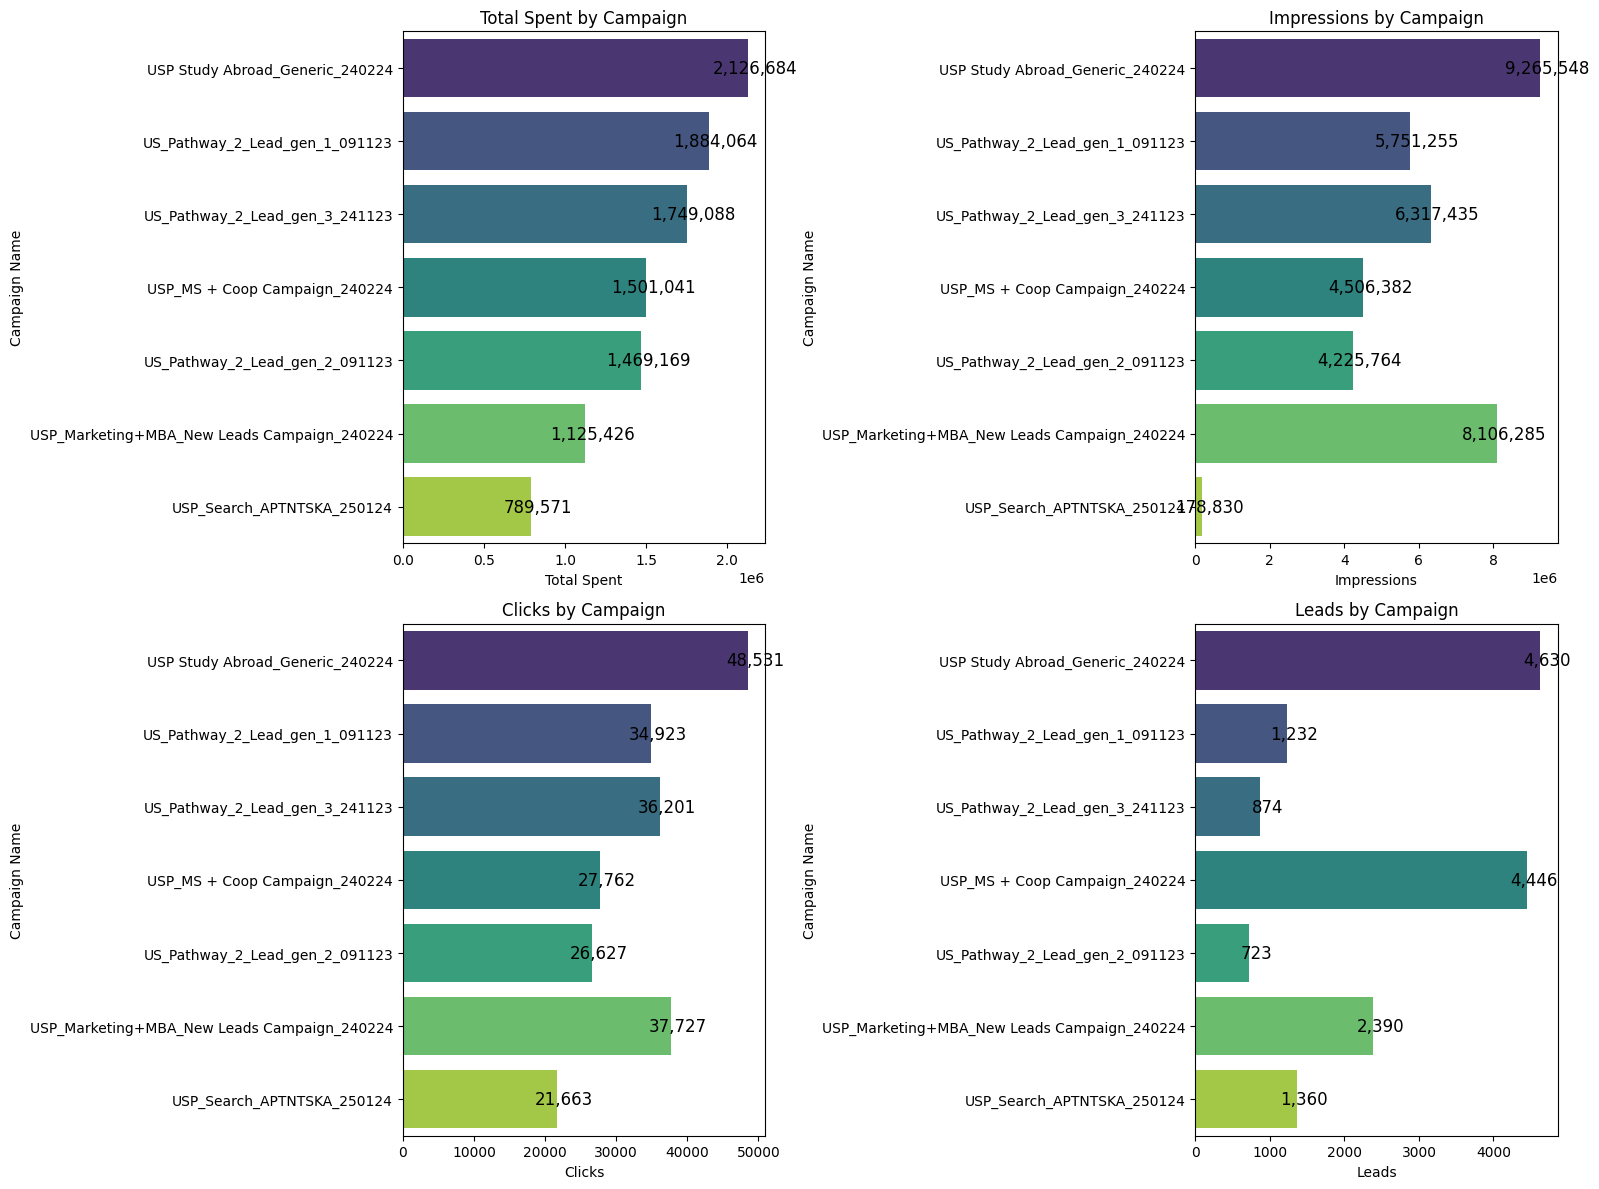 Total Spent by Campaign
Campaign Name
USP Study Abroad_Generic_240224 2,126,684
US_Pathway_2_Lead_gen_1_091123 1,884,064
US_Pathway_2_Lead_gen_3_241123 1,749,088
USP_MS + Coop Campaign_240224 1,501,041
US_Pathway_2_Lead_gen_2_091123 1,469,169
USP_Marketing+MBA_New Leads Campaign_240224 1,125,426
USP_Search_APTNTSKA_250124 789,571
0.0 0.5 1.0 1.5 2.0
1e6
Total Spent
Impressions by Campaign
Campaign Name
USP Study Abroad_Generic_240224 9,265,548
US_Pathway_2_Lead_gen_1_091123 5,751,255
US_Pathway_2_Lead_gen_3_241123 6,317,435
USP_MS + Coop Campaign_240224 4,506,382
US_Pathway_2_Lead_gen_2_091123 4,225,764
USP_Marketing+MBA_New Leads Campaign_240224 8,106,285
USP_Search_APTNTSKA_250124 178,830
0 2 4 6 8
1e6
Impressions
Clicks by Campaign
Campaign Name
USP Study Abroad_Generic_240224 48,531
US_Pathway_2_Lead_gen_1_091123 34,923
US_Pathway_2_Lead_gen_3_241123 36,201
USP_MS + Coop Campaign_240224 27,762
US_Pathway_2_Lead_gen_2_091123 26,627
USP_Marketing+MBA_New Leads Campaign_240224 37,727
USP_Search_APTNTSKA_250124 21,663
0 10000 20000 30000 40000 50000
Clicks
Leads by Campaign
Campaign Name
USP Study Abroad_Generic_240224 4,630
US_Pathway_2_Lead_gen_1_091123 1,232
US_Pathway_2_Lead_gen_3_241123 874
USP_MS + Coop Campaign_240224 4,446
US_Pathway_2_Lead_gen_2_091123 723
USP_Marketing+MBA_New Leads Campaign_240224 2,390
USP_Search_APTNTSKA_250124 1,360
0 1000 2000 3000 4000
Leads